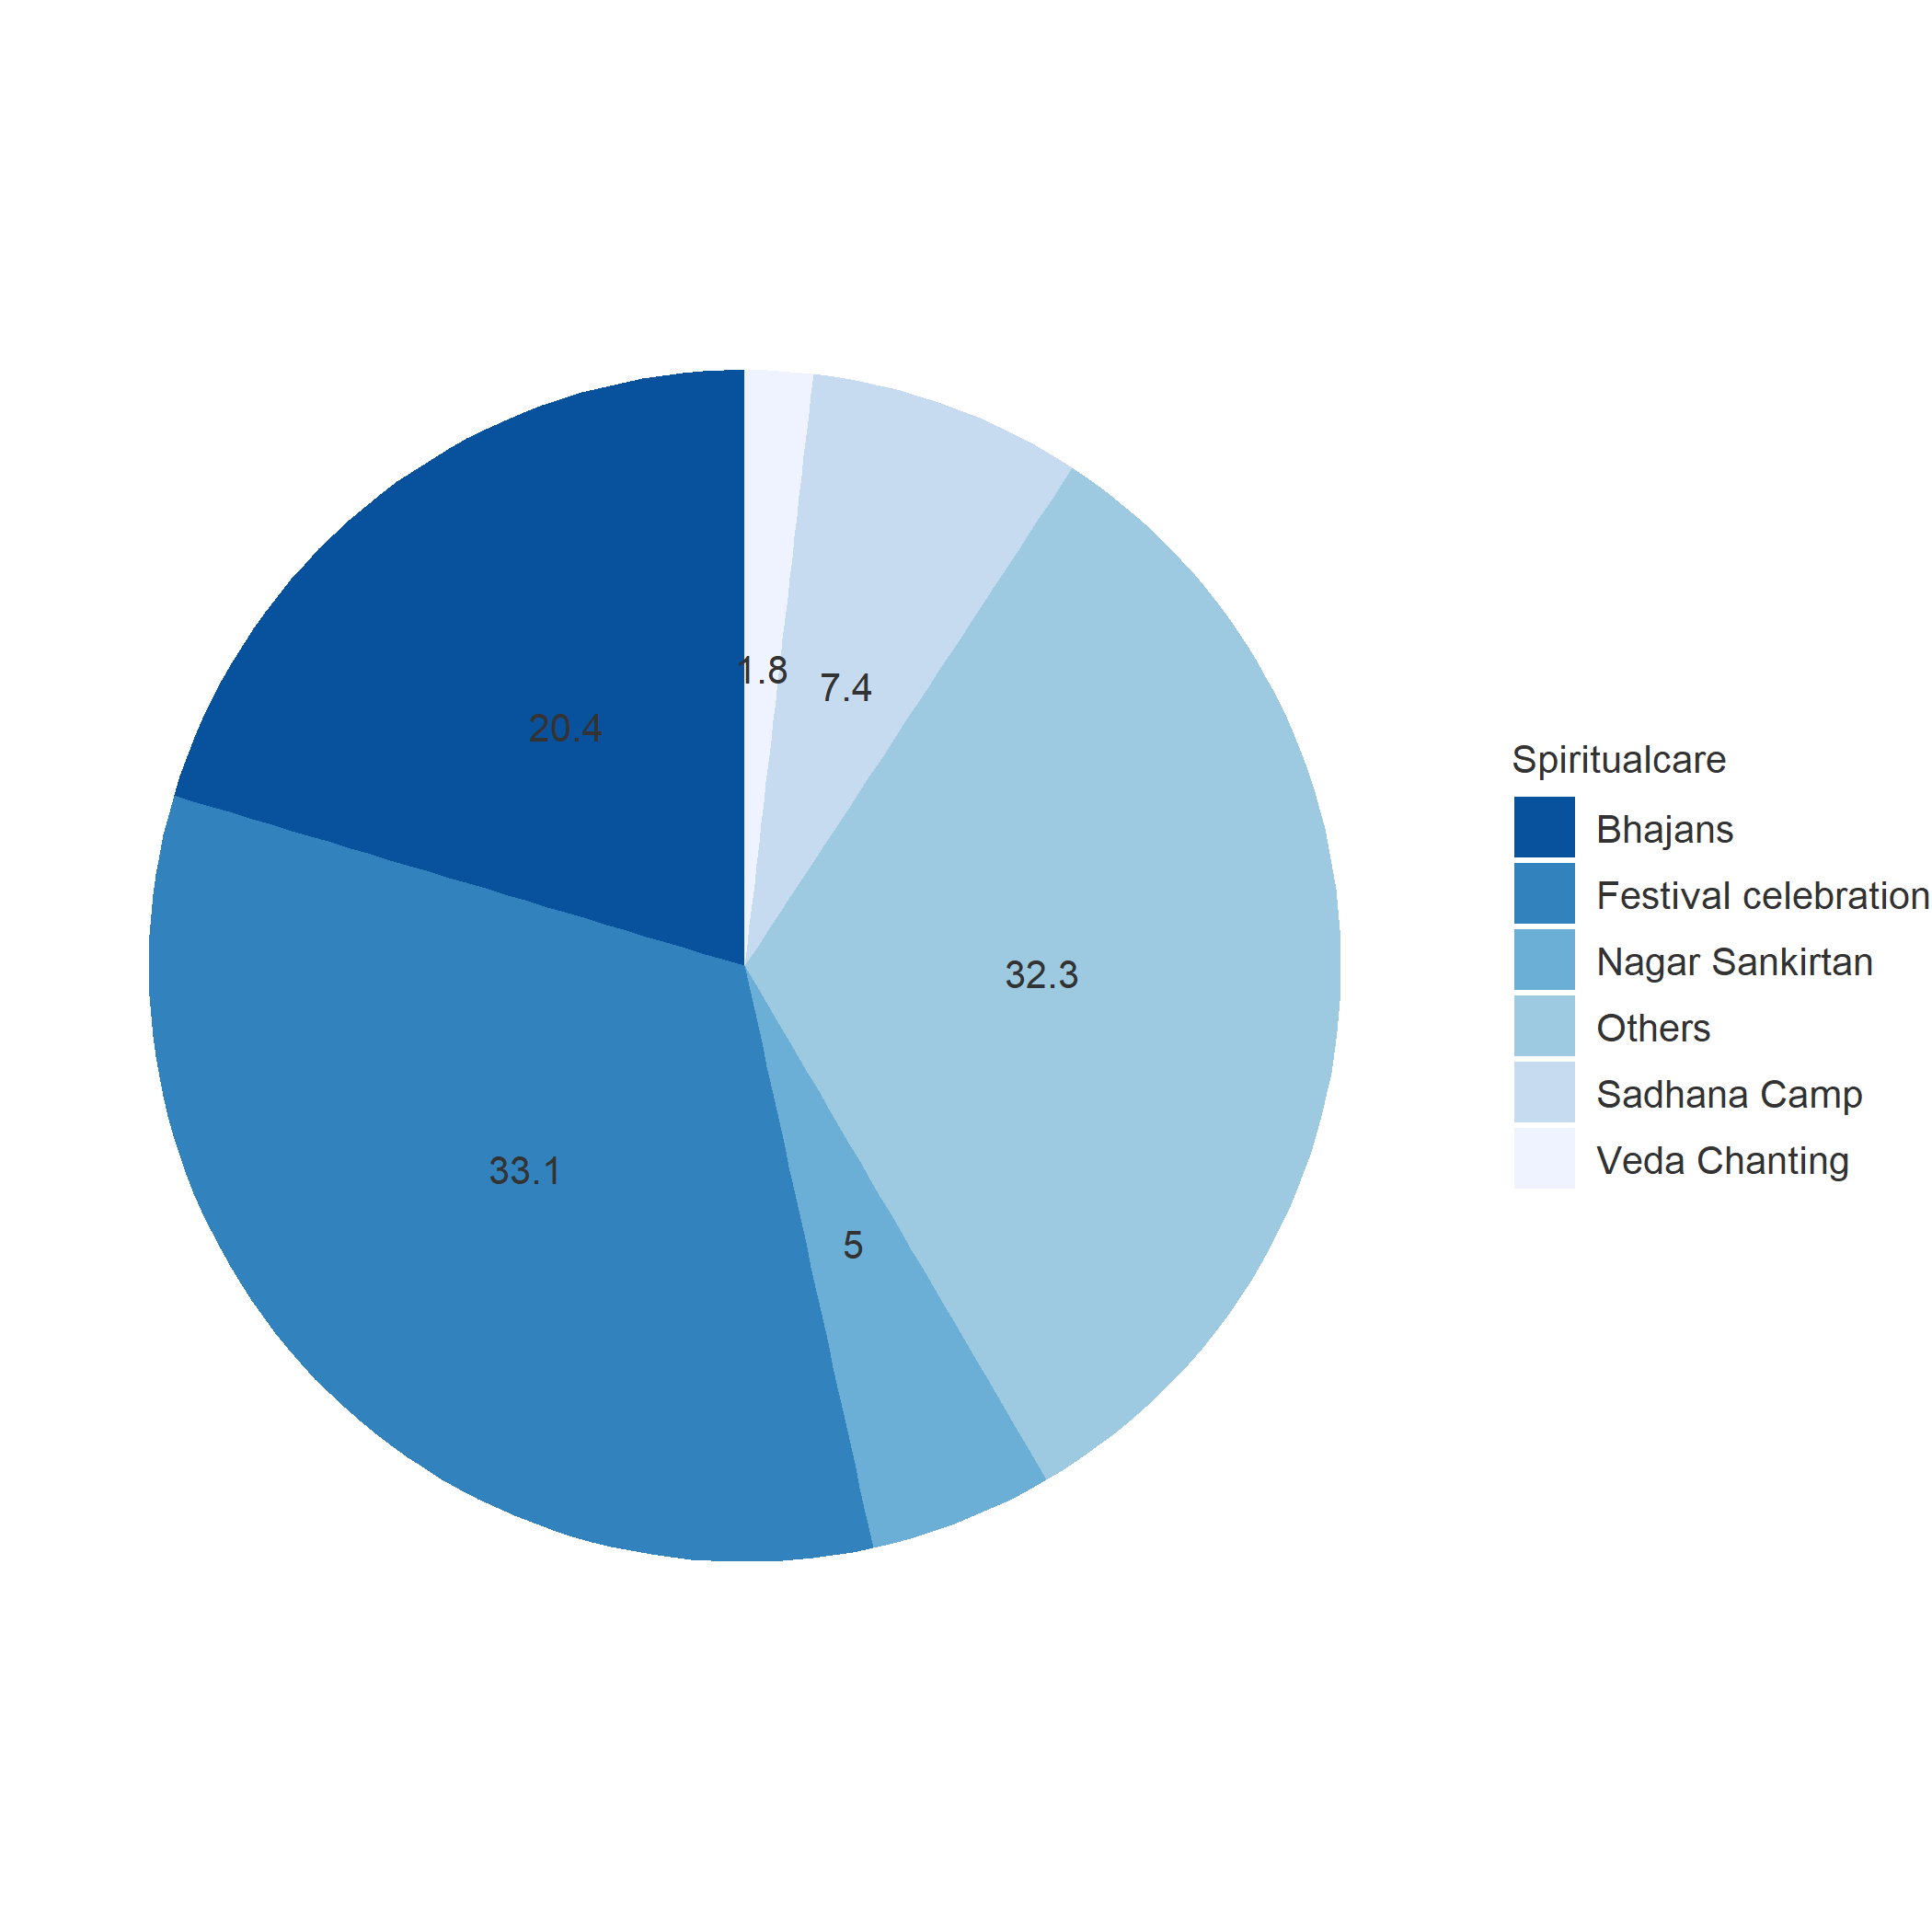 1.8
7.4
20.4
32.3
33.1
5
Spiritualcare
Bhajans
Festival celebration
Nagar Sankirtan
Others
Sadhana Camp
Veda Chanting